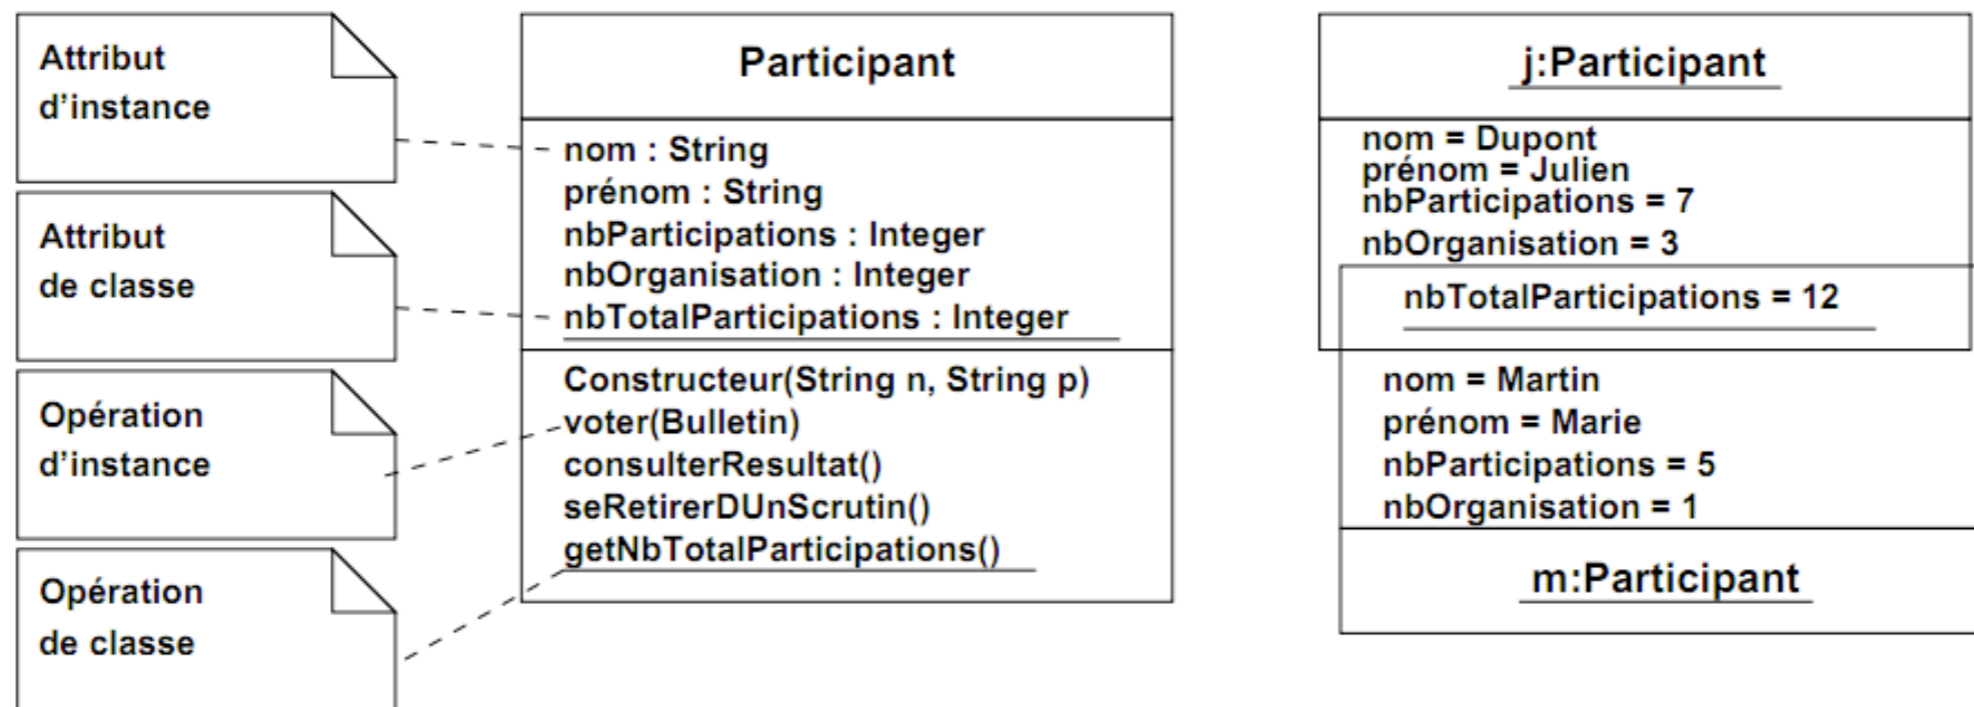 Attribut
d'instance
Attribut
de classe
Opération
d'instance
Opération
de classe
Participant
nom : String
prénom : String
nbParticipations : Integer
nbOrganisation : Integer
nbTotalParticipations : Integer
Constructeur(String n, String p)
voter(Bulletin)
consulterResultat()
seRetirerDUnScrutin()
getNbTotalParticipations()
j:Participant
nom = Dupont
prénom = Julien
nbParticipations = 7
nbOrganisation = 3
nbTotalParticipations = 12
nom = Martin
prénom = Marie
nbParticipations = 5
nbOrganisation = 1
m:Participant